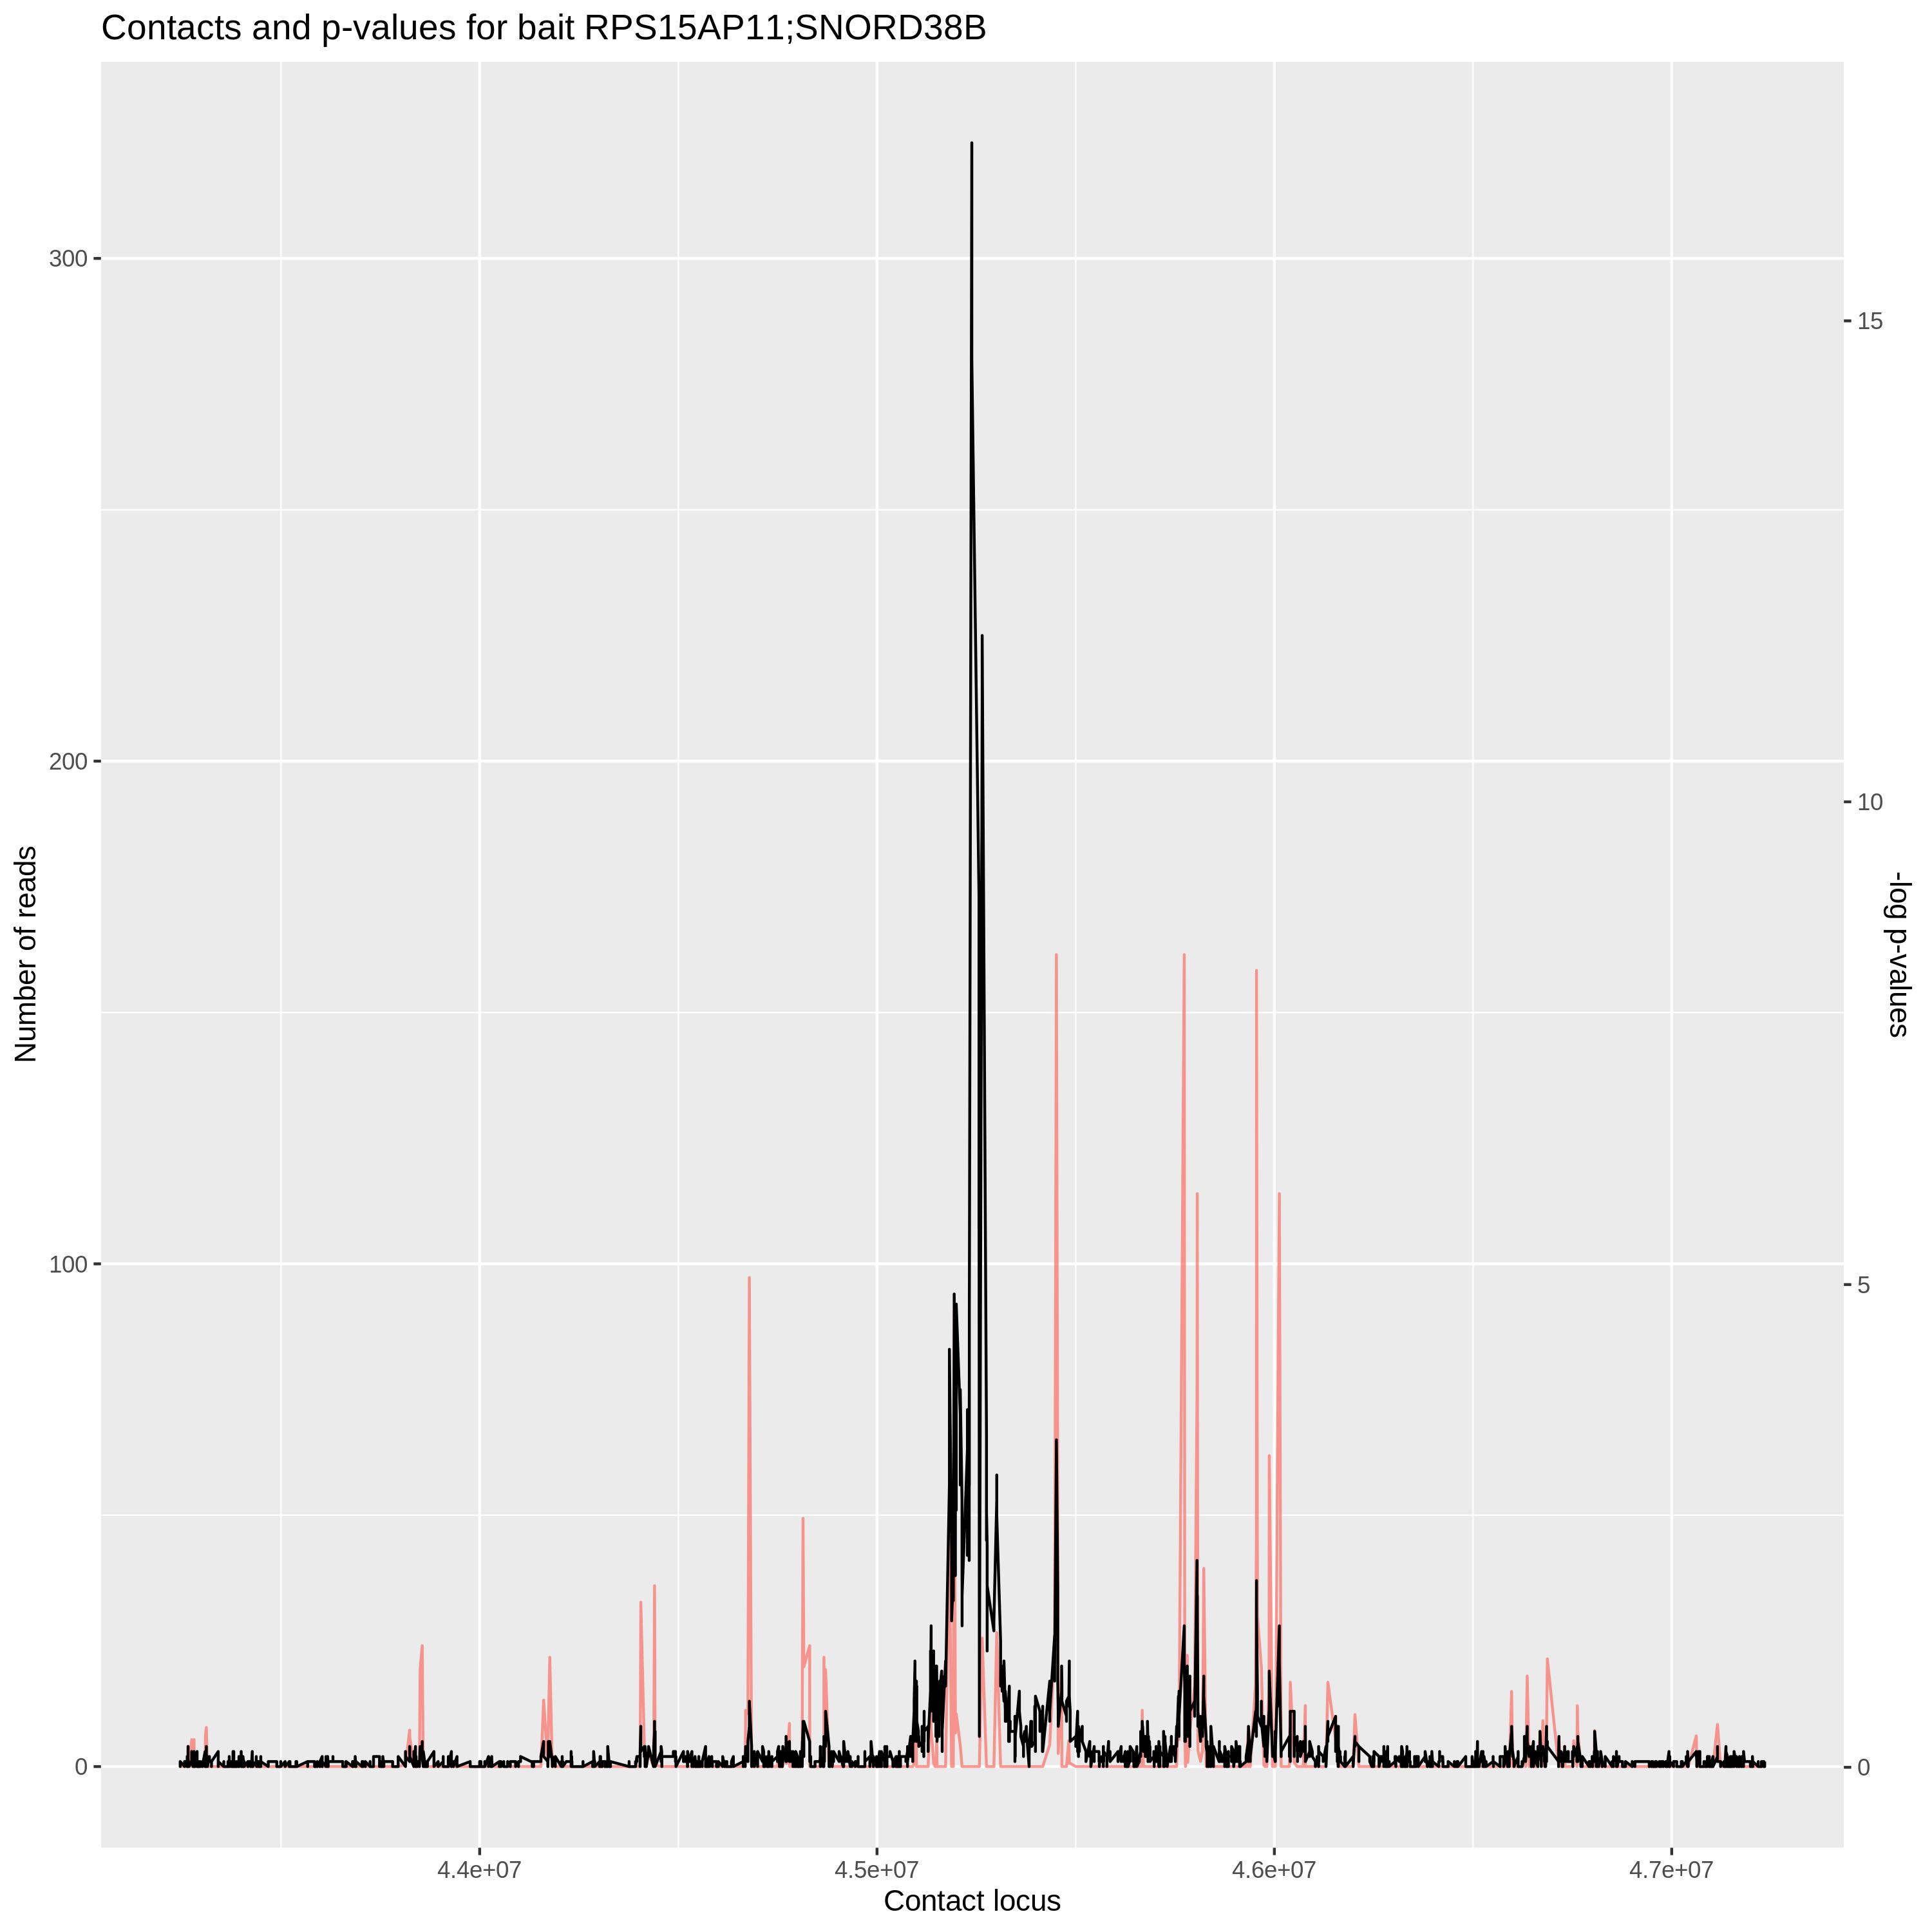 Contacts and p-values for bait RPS15AP11;SNORD38B
300
200
100
0
Number of reads
15
10
5
0
-log p-values
4.4e+07
4.5e+07
4.6e+07
4.7e+07
Contact locus